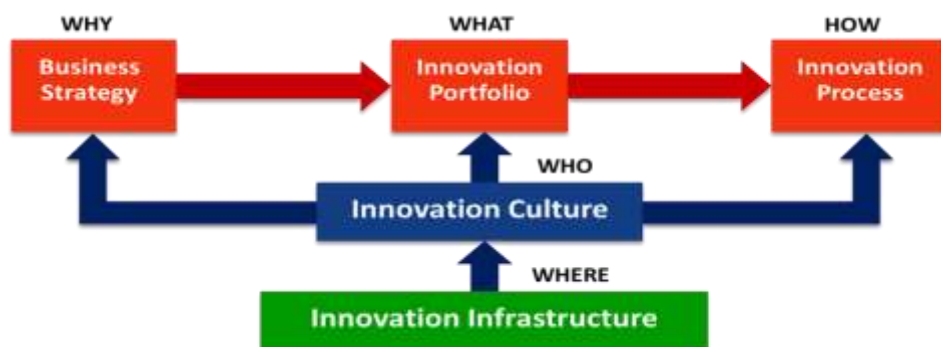 WHY
WHAT
HOW
Business
Strategy
Innovation
Portfolio
Innovation
Process
WHO
Innovation Culture
WHERE
Innovation Infrastructure